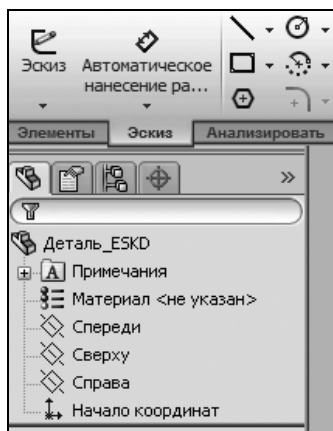 Эскиз
Автоматическое
нанесение ра...
Элементы
Эскиз
Анализировать
»
Деталь_ESKD
A Примечания
Материал <не указан>
Спереди
Сверху
Справа
Начало координат